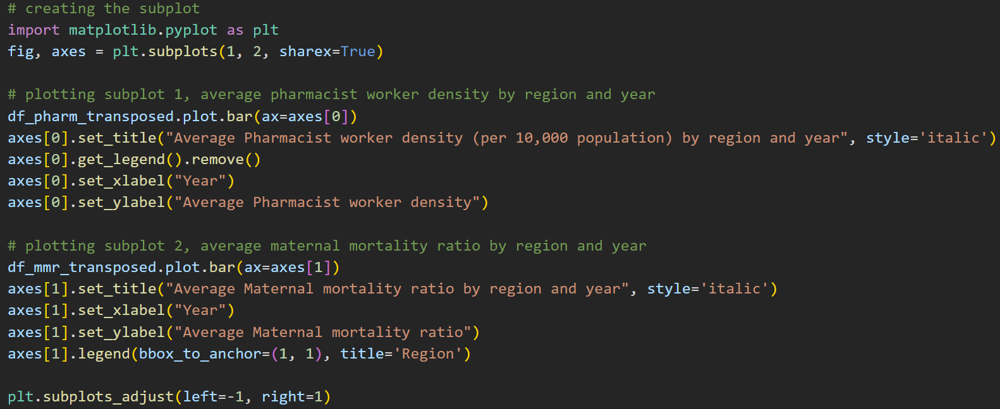 # creating the subplot
import matplotlib.pyplot as plt
fig, axes = plt.subplots(1, 2, sharex=True)

# plotting subplot 1, average pharmacist worker density by region and year
df_pharm_transposed.plot.bar(ax=axes[0])
axes[0].set_title("Average Pharmacist worker density (per 10,000 population) by region and year", style='italic')
axes[0].get_legend().remove()
axes[0].set_xlabel("Year")
axes[0].set_ylabel("Average Pharmacist worker density")

# plotting subplot 2, average maternal mortality ratio by region and year
df_mmr_transposed.plot.bar(ax=axes[1])
axes[1].set_title("Average Maternal mortality ratio by region and year", style='italic')
axes[1].set_xlabel("Year")
axes[1].set_ylabel("Average Maternal mortality ratio")
axes[1].legend(bbox_to_anchor=(1, 1), title='Region')

plt.subplots_adjust(left=-1, right=1)